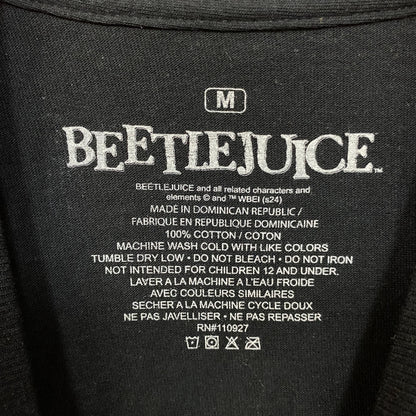 M
BEETLEJUICE™
BEETLEJUICE and all related characters and
elements © and ™ WBEI (s24)
MADE IN DOMINICAN REPUBLIC /
FABRIQUE EN REPUBLIQUE DOMINICAINE
100% COTTON / COTON
MACHINE WASH COLD WITH LIKE COLORS
TUMBLE DRY LOW • DO NOT BLEACH • DO NOT IRON
NOT INTENDED FOR CHILDREN 12 AND UNDER.
LAVER A LA MACHINE A L'EAU FROIDE
AVEC COULEURS SIMILAIRES
SECHER A LA MACHINE CYCLE DOUX
NE PAS JAVELLISER • NE PAS REPASSER
RN#110927